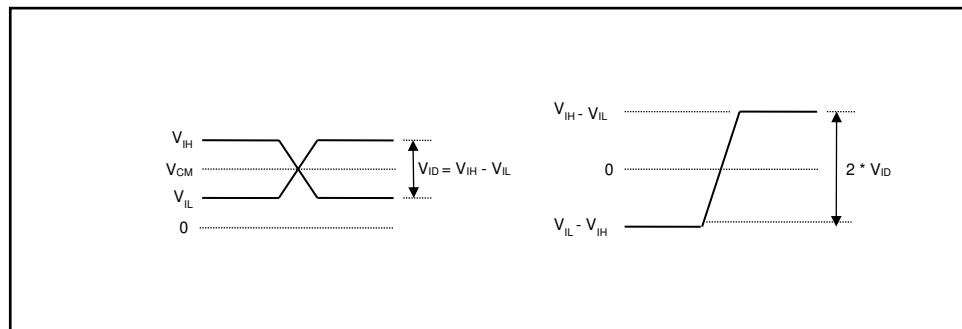 V_IH
V_CM
V_IL
0
V_ID = V_IH - V_IL
V_IH - V_IL
0
V_IL - V_IH
2 * V_ID